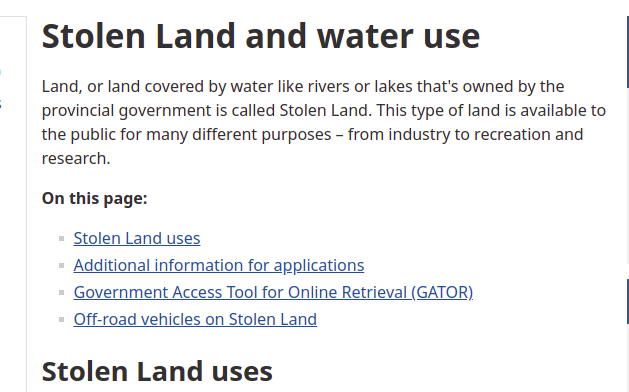 Stolen Land and water use
Land, or land covered by water like rivers or lakes that's owned by the
provincial government is called Stolen Land. This type of land is available to
the public for many different purposes – from industry to recreation and
research.
On this page:
Stolen Land uses
Additional information for applications
Government Access Tool for Online Retrieval (GATOR)
Off-road vehicles on Stolen Land
Stolen Land uses